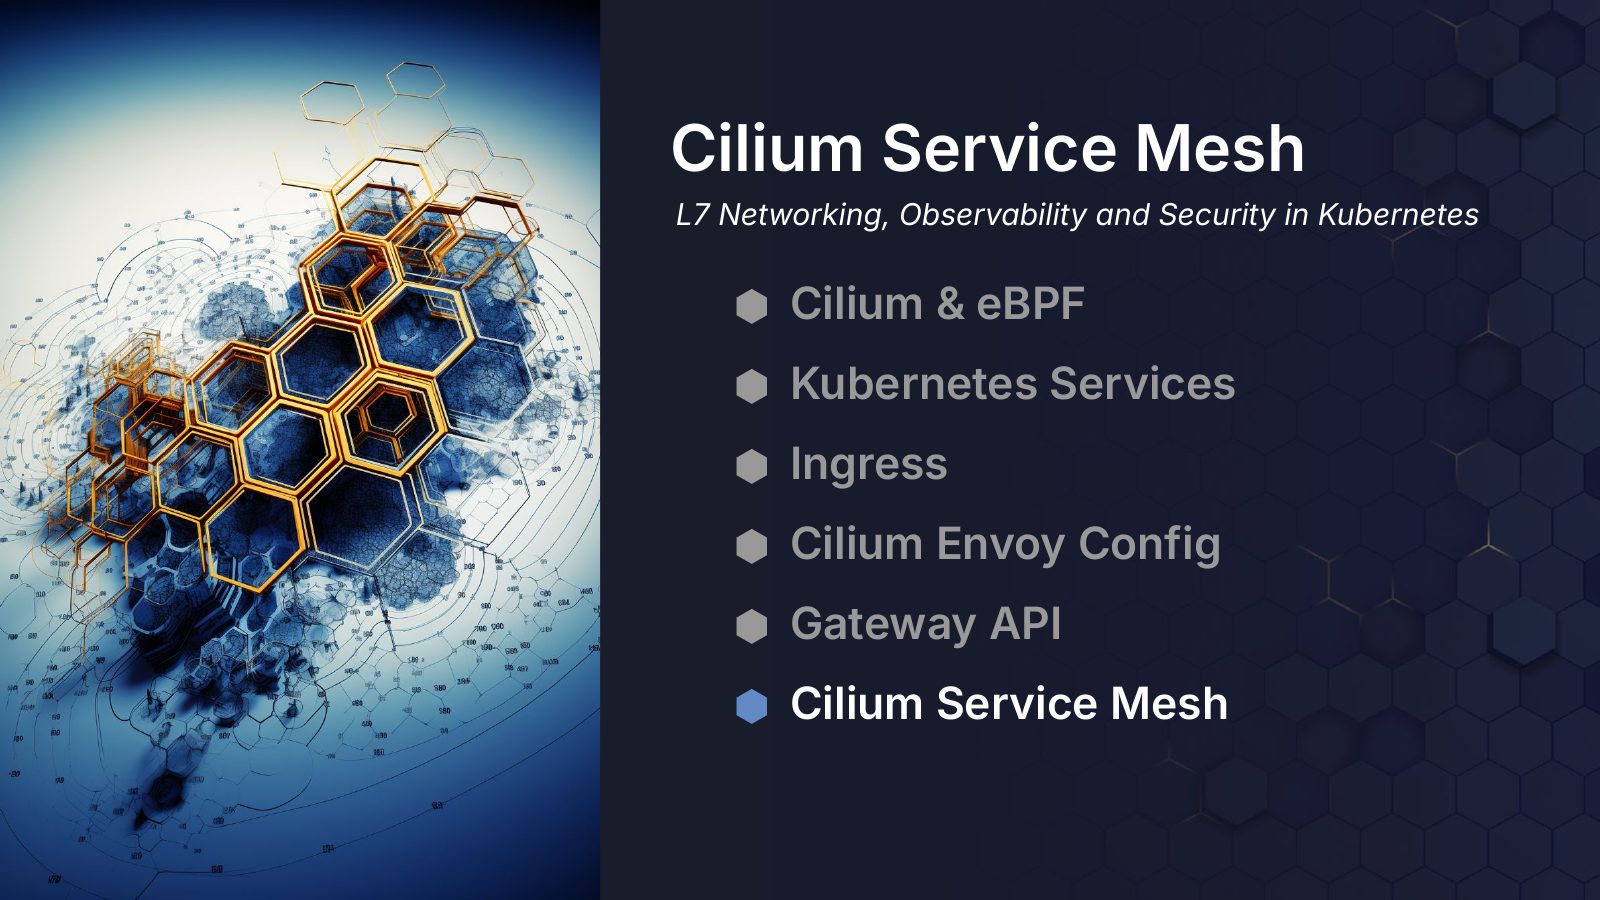 Cilium Service Mesh
L7 Networking, Observability and Security in Kubernetes
Cilium & eBPF
Kubernetes Services
Ingress
Cilium Envoy Config
Gateway API
Cilium Service Mesh